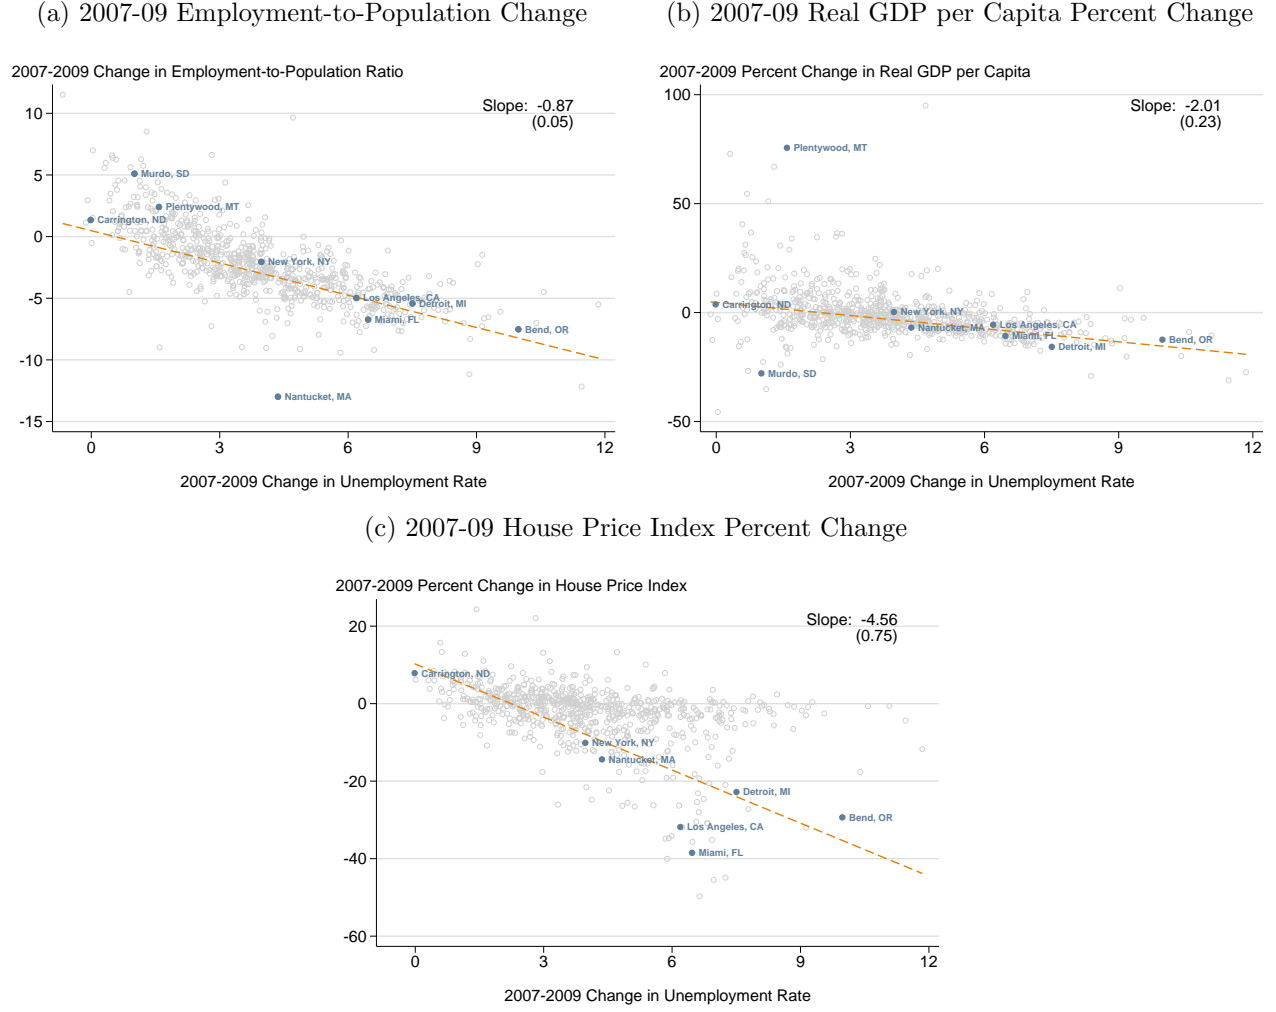 (a) 2007-09 Employment-to-Population Change
2007-2009 Change in Employment-to-Population Ratio
Slope: -0.87
(0.05)
10
5
0
-5
-10
-15
Murdo, SD
Plentywood, MT
Carrington, ND
New York, NY
Los Angeles, CA
Detroit, MI
Miami, FL
Bend, OR
Nantucket, MA
0 3 6 9 12
2007-2009 Change in Unemployment Rate
(b) 2007-09 Real GDP per Capita Percent Change
2007-2009 Percent Change in Real GDP per Capita
Slope: -2.01
(0.23)
100
50
0
-50
Plentywood, MT
Carrington, ND
New York, NY
Nantucket, MA
Los Angeles, CA
Miami, FL
Detroit, MI
Bend, OR
Murdo, SD
0 3 6 9 12
2007-2009 Change in Unemployment Rate
(c) 2007-09 House Price Index Percent Change
2007-2009 Percent Change in House Price Index
Slope: -4.56
(0.75)
20
0
-20
-40
-60
Carrington, ND
New York, NY
Nantucket, MA
Detroit, MI
Bend, OR
Los Angeles, CA
Miami, FL
0 3 6 9 12
2007-2009 Change in Unemployment Rate